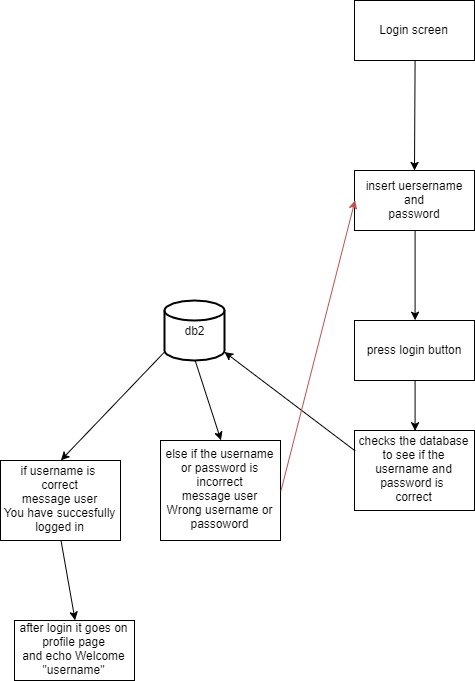 Login screen
insert uersername
and
password
press login button
checks the database
to see if the
username and
password is
correct
db2
if username is
correct
message user
You have succesfully
logged in
else if the username
or password is
incorrect
message user
Wrong username or
passoword
after login it goes on
profile page
and echo Welcome
"username"